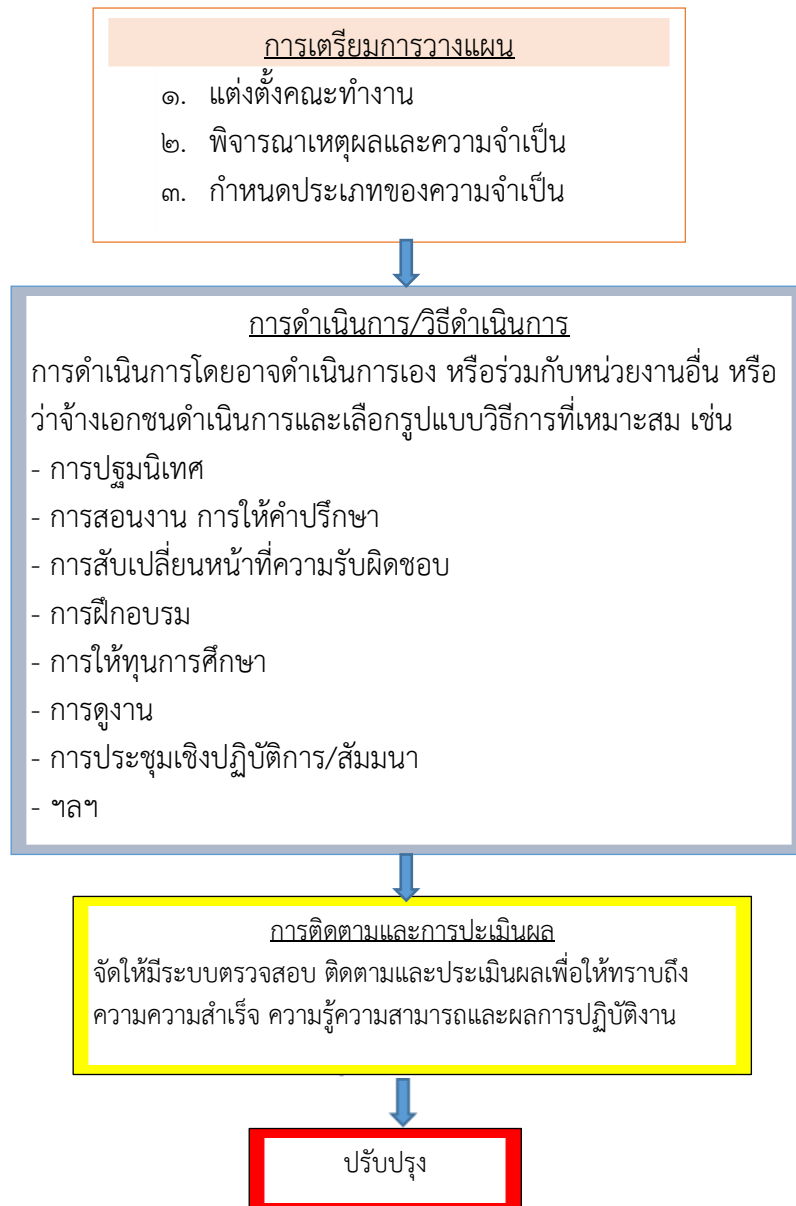 การเตรียมการวางแผน
๑. แต่งตั้งคณะทำงาน
๒. พิจารณาเหตุผลและความจำเป็น
๓. กำหนดประเภทของความจำเป็น
การดำเนินการ/วิธีดำเนินการ
การดำเนินการโดยอาจดำเนินการเอง หรือร่วมกับหน่วยงานอื่น หรือ
ว่าจ้างเอกชนดำเนินการและเลือกรูปแบบวิธีการที่เหมาะสม เช่น
- การปฐมนิเทศ
- การสอนงาน การให้คำปรึกษา
- การสับเปลี่ยนหน้าที่ความรับผิดชอบ
- การฝึกอบรม
- การให้ทุนการศึกษา
- การดูงาน
- การประชุมเชิงปฏิบัติการ/สัมมนา
- ฯลฯ
การติดตามและการปะเมินผล
จัดให้มีระบบตรวจสอบ ติดตามและประเมินผลเพื่อให้ทราบถึง
ความความสำเร็จ ความรู้ความสามารถและผลการปฏิบัติงาน
ปรับปรุง